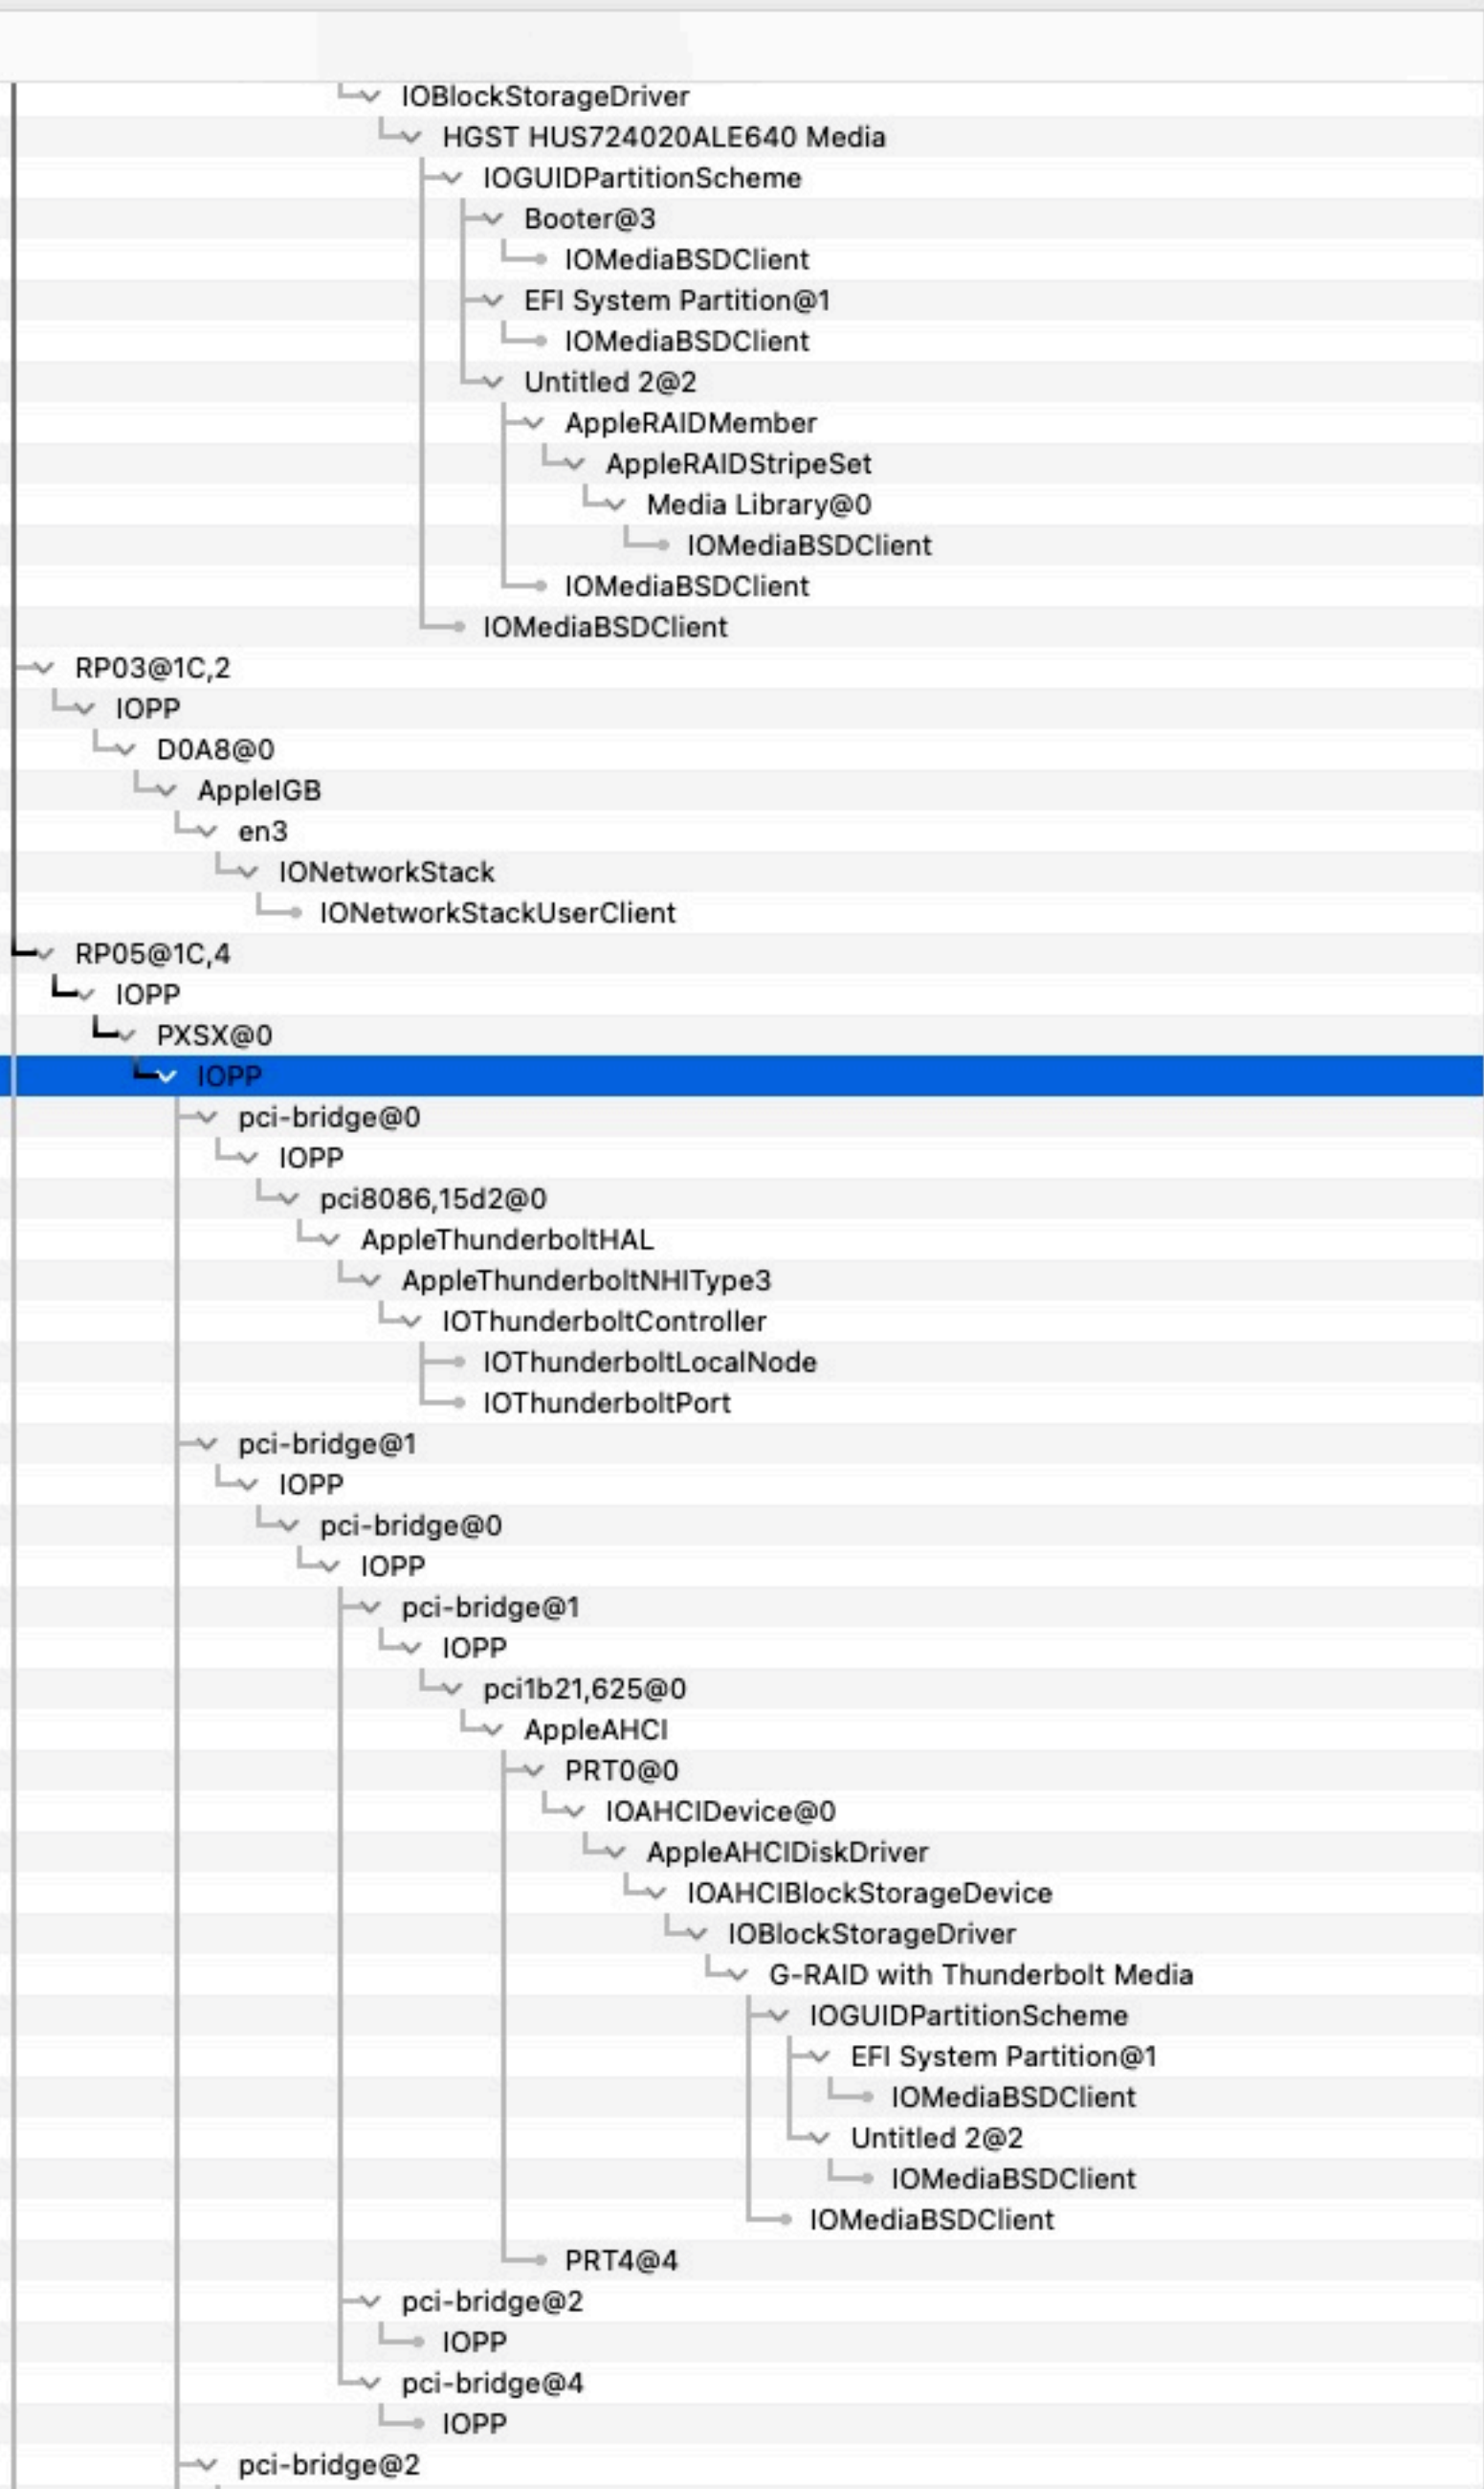 IOBlockStorageDriver
HGST HUS724020ALE640 Media
IOGUIDPartitionScheme
Booter@3
IOMediaBSDClient
EFI System Partition@1
IOMediaBSDClient
Untitled 2@2
AppleRAIDMember
AppleRAIDStripeSet
Media Library@0
IOMediaBSDClient
IOMediaBSDClient
IOMediaBSDClient
RP03@1C,2
IOPP
D0A8@0
AppleIGB
en3
IONetworkStack
IONetworkStackUserClient
RP05@1C,4
IOPP
PXSX@0
IOPP
pci-bridge@0
IOPP
pci8086,15d2@0
AppleThunderboltHAL
AppleThunderboltNHIType3
IOThunderboltController
IOThunderboltLocalNode
IOThunderboltPort
pci-bridge@1
IOPP
pci-bridge@0
IOPP
pci-bridge@1
IOPP
pci1b21,625@0
AppleAHCI
PRT0@0
IOAHCIDevice@0
AppleAHCIDiskDriver
IOAHCIBlockStorageDevice
IOBlockStorageDriver
G-RAID with Thunderbolt Media
IOGUIDPartitionScheme
EFI System Partition@1
IOMediaBSDClient
Untitled 2@2
IOMediaBSDClient
IOMediaBSDClient
PRT4@4
pci-bridge@2
IOPP
pci-bridge@4
IOPP
pci-bridge@2